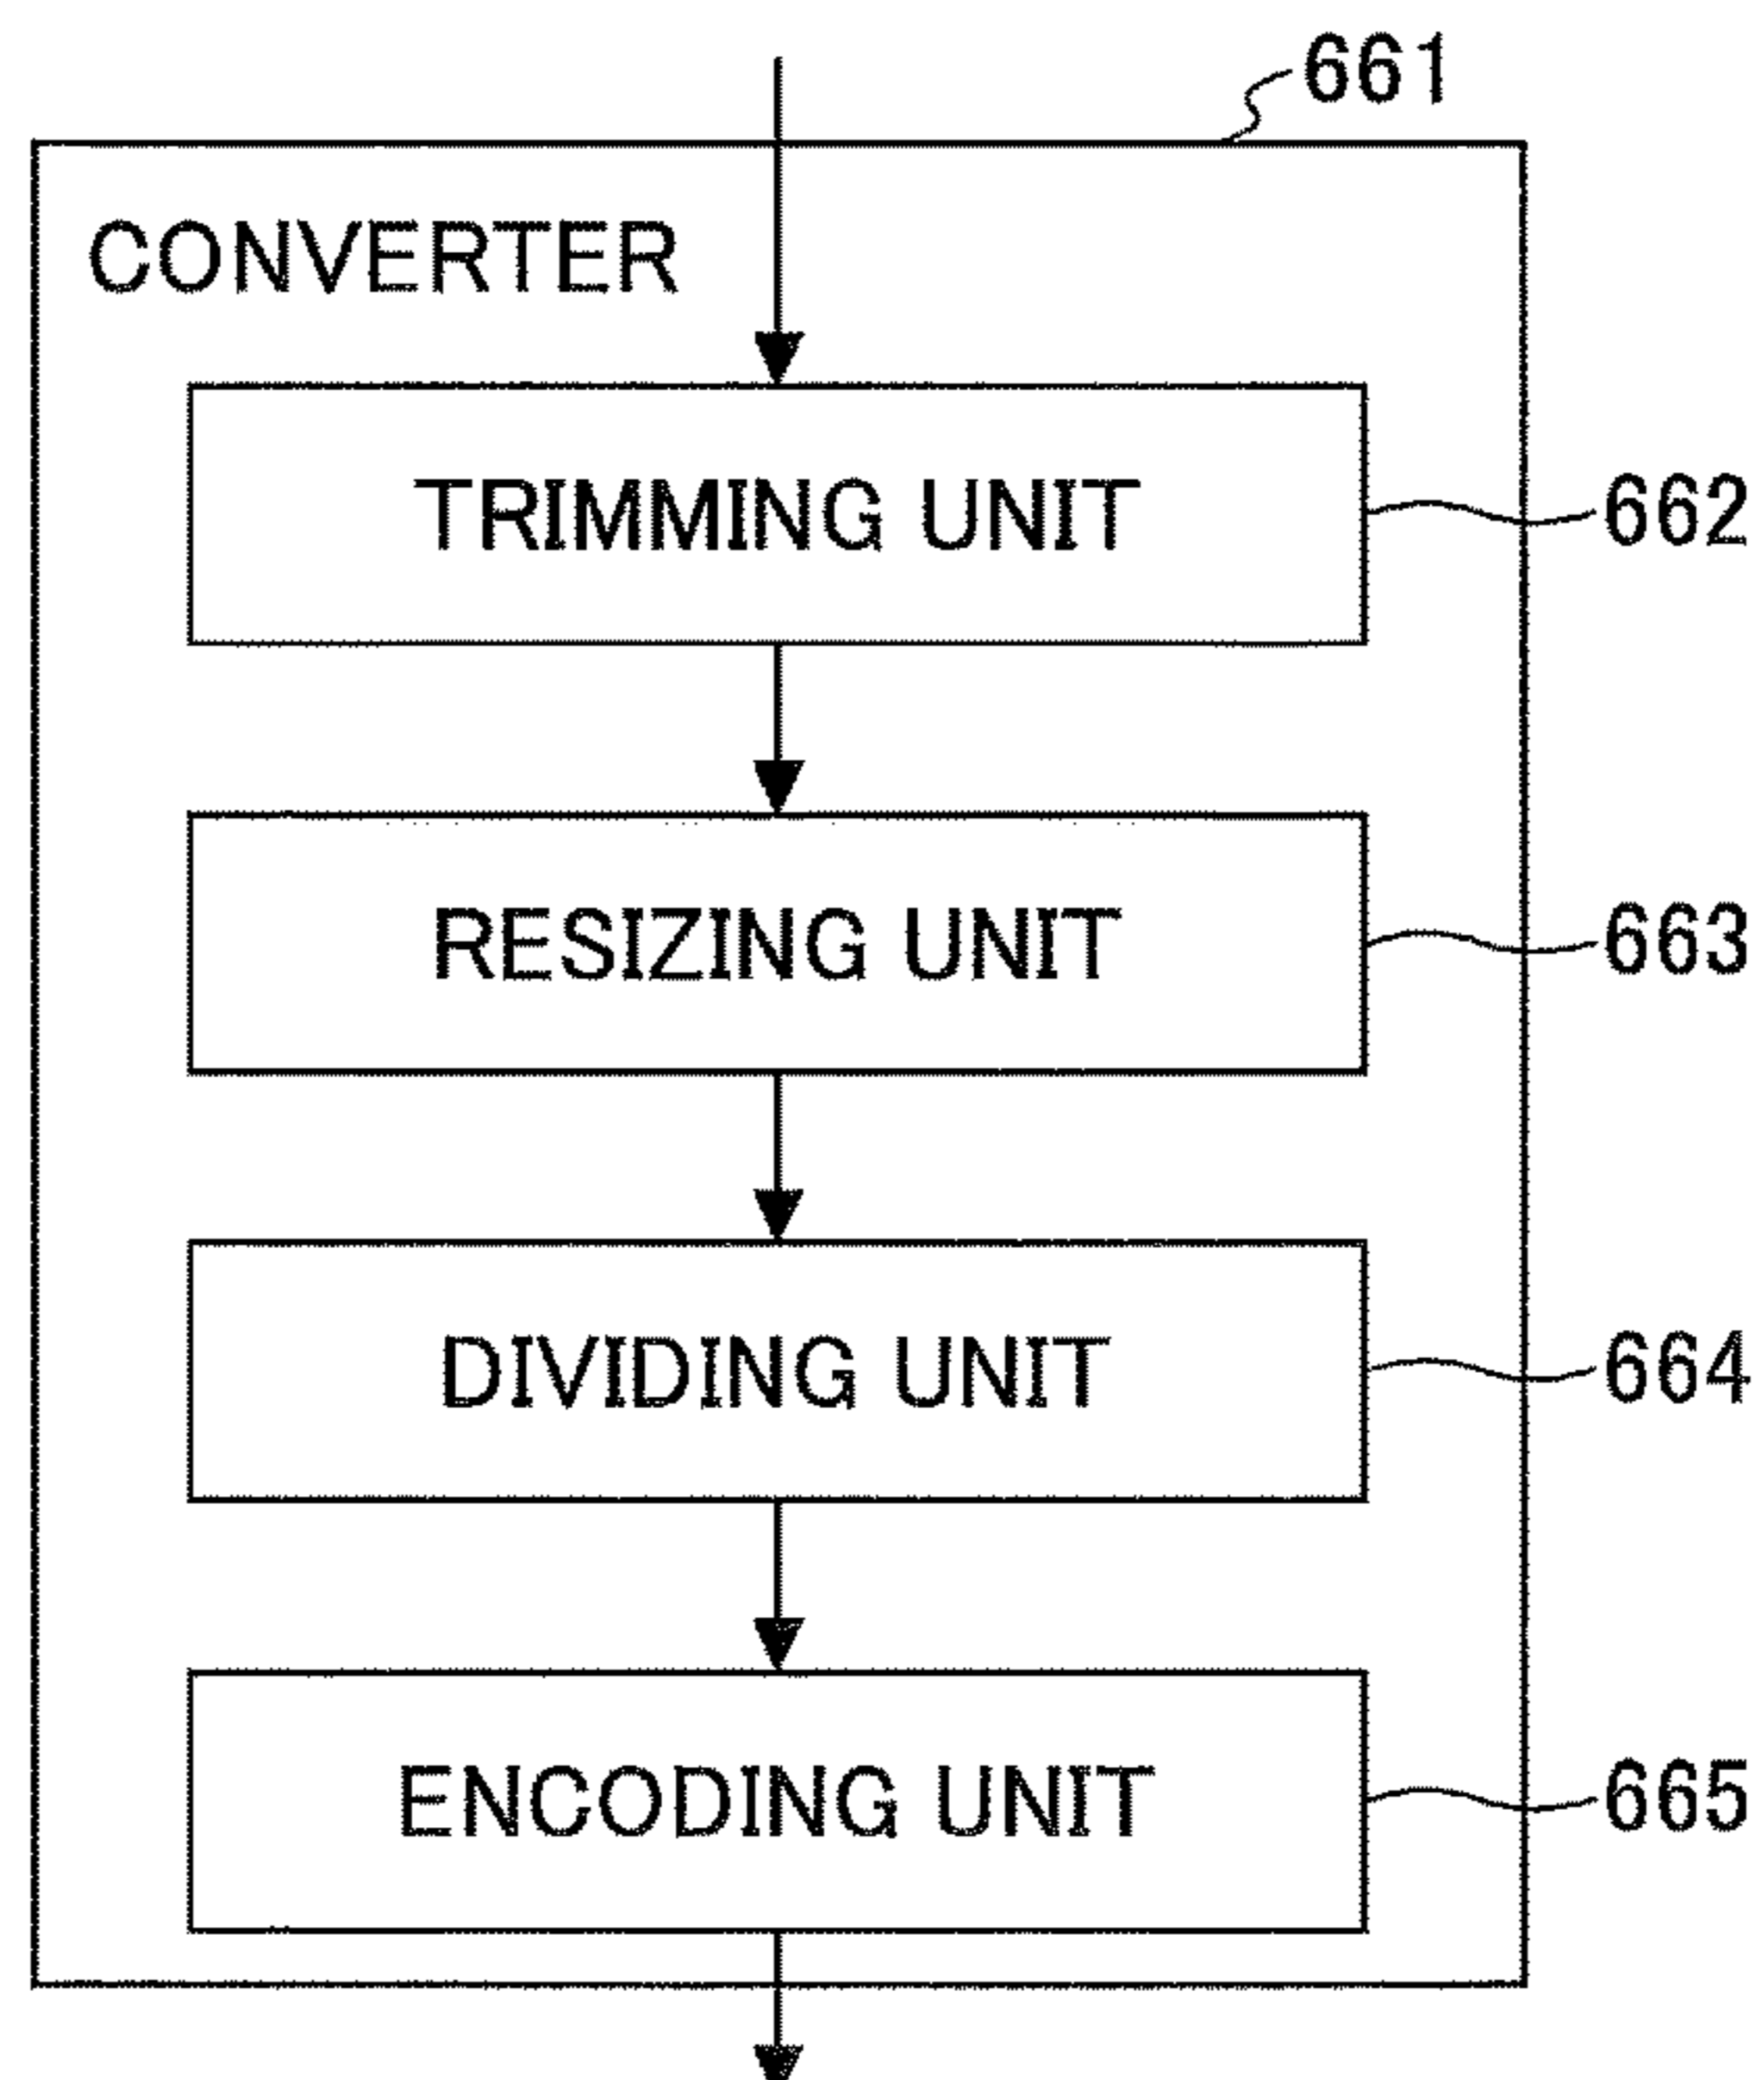 661
CONVERTER
TRIMMING UNIT
662
RESIZING UNIT
663
DIVIDING UNIT
664
ENCODING UNIT
665